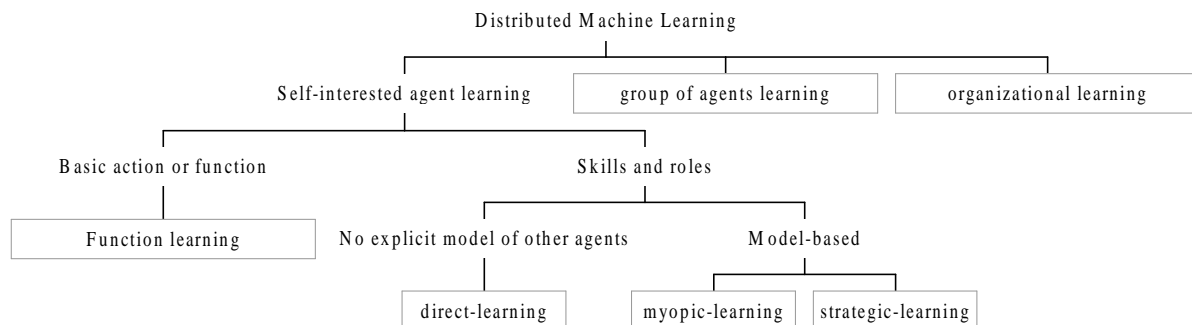 Distributed Machine Learning
Self-interested agent learning group of agents learning organizational learning
Basic action or function Skills and roles
Function learning No explicit model of other agents Model-based
direct-learning myopic-learning strategic-learning